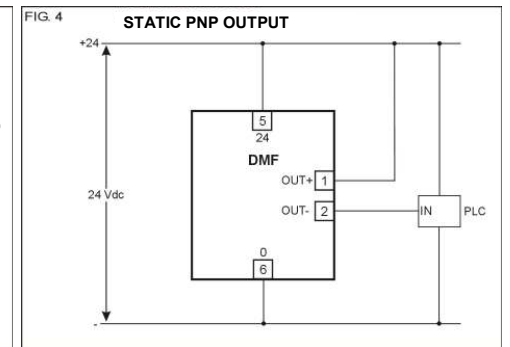 FIG. 4
STATIC PNP OUTPUT
+24
5
24
DMF
OUT+ 1
24 Vdc
OUT- 2
IN PLC
0
6
-